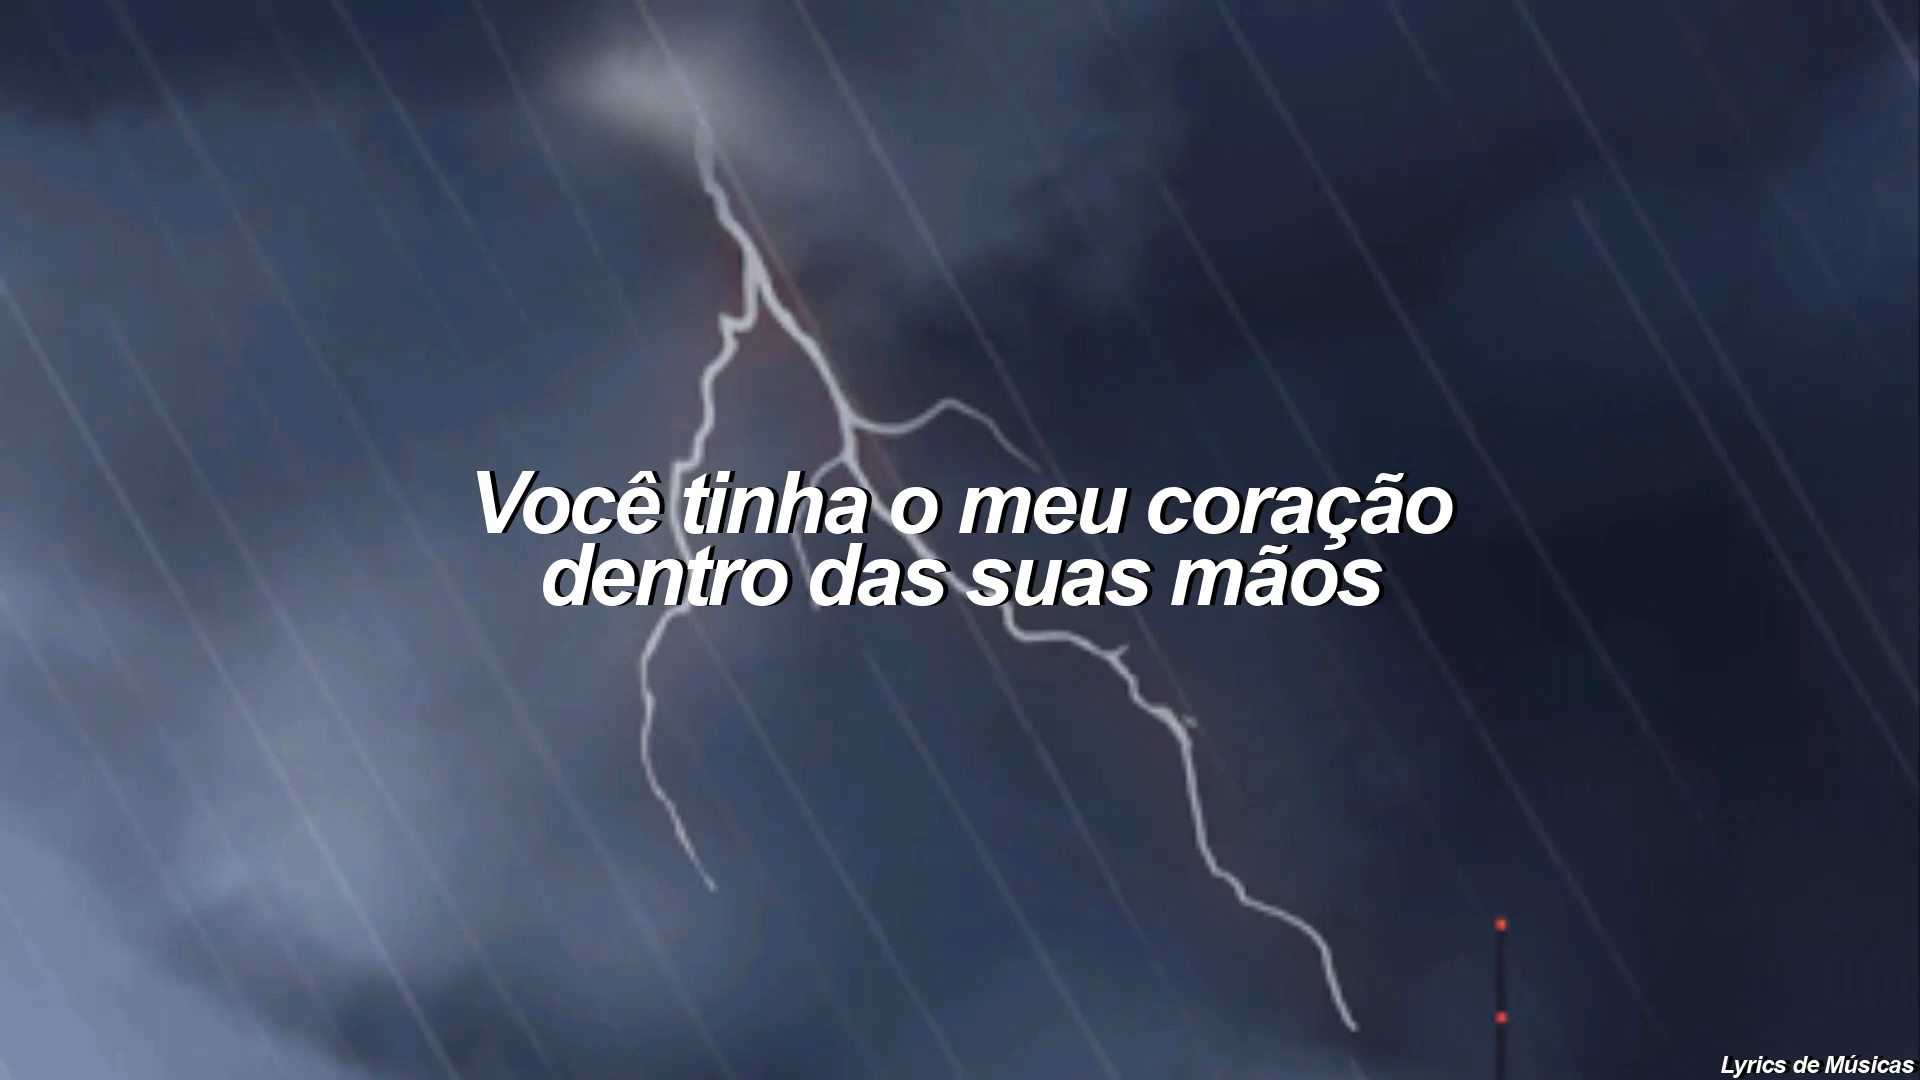 Você tinha o meu coração
dentro das suas mãos
Lyrics de Músicas